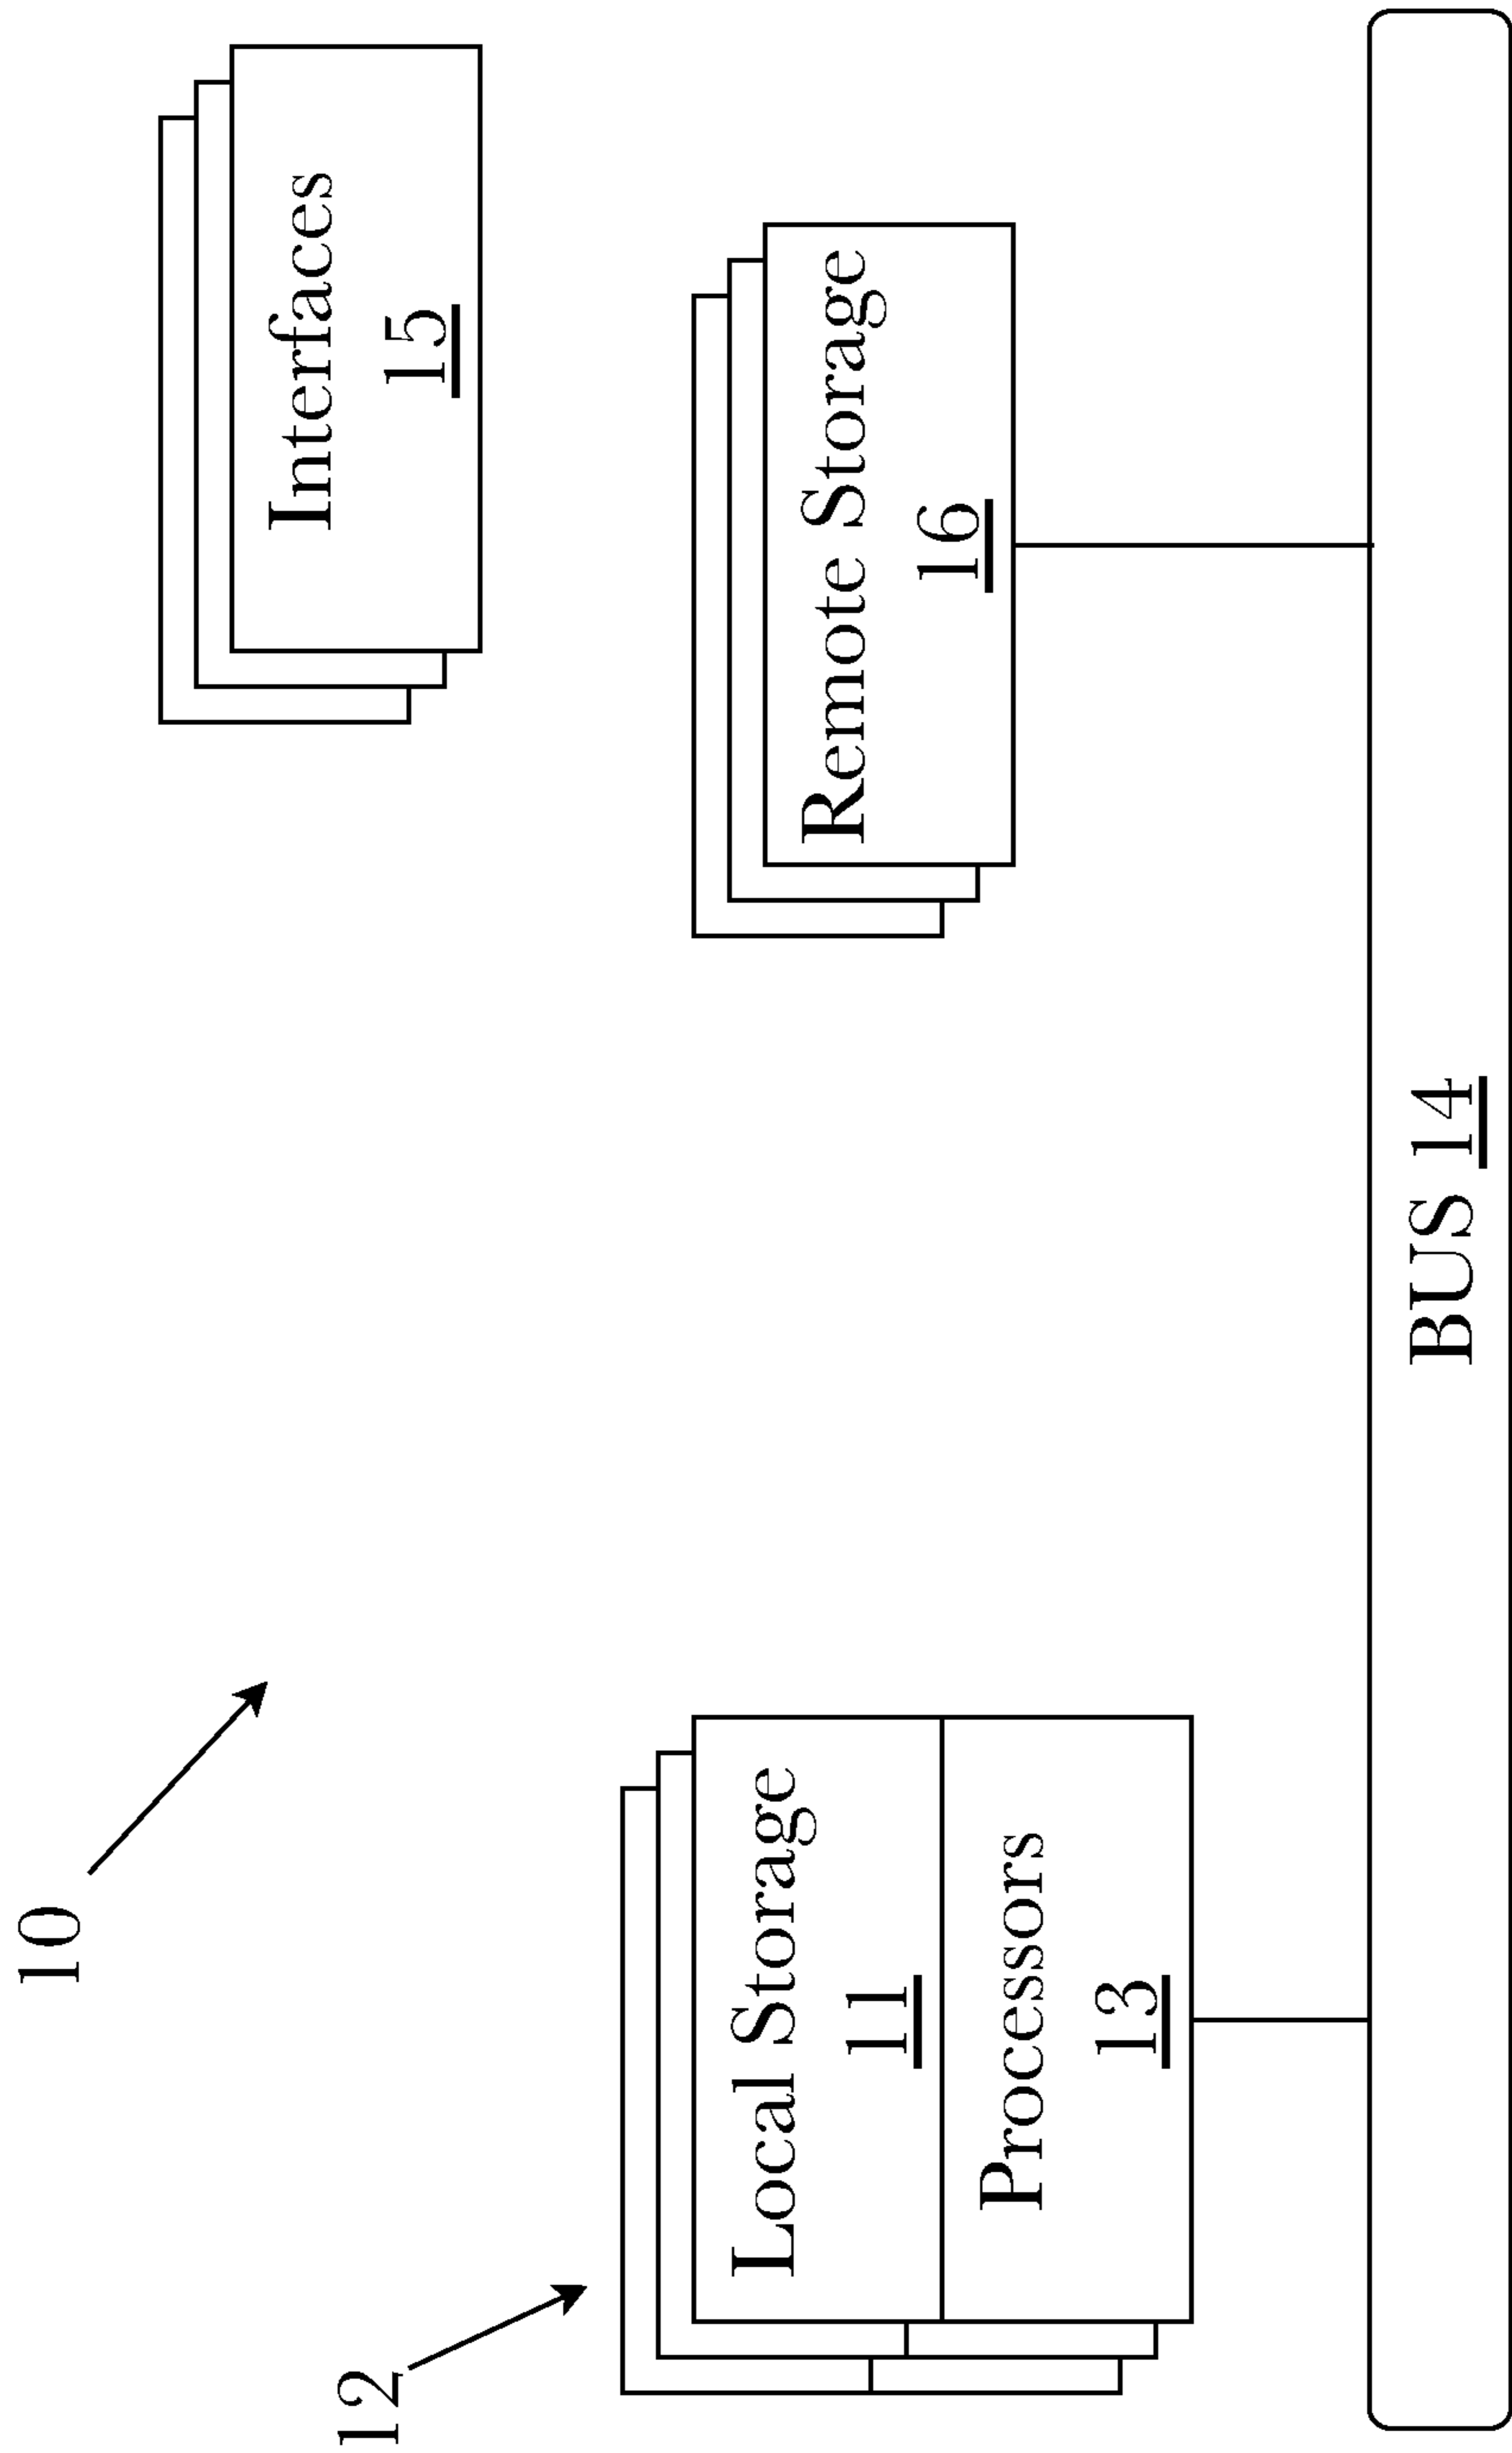 10
12
Interfaces
15
Local Storage
11
Remote Storage
16
Processors
13
BUS 14